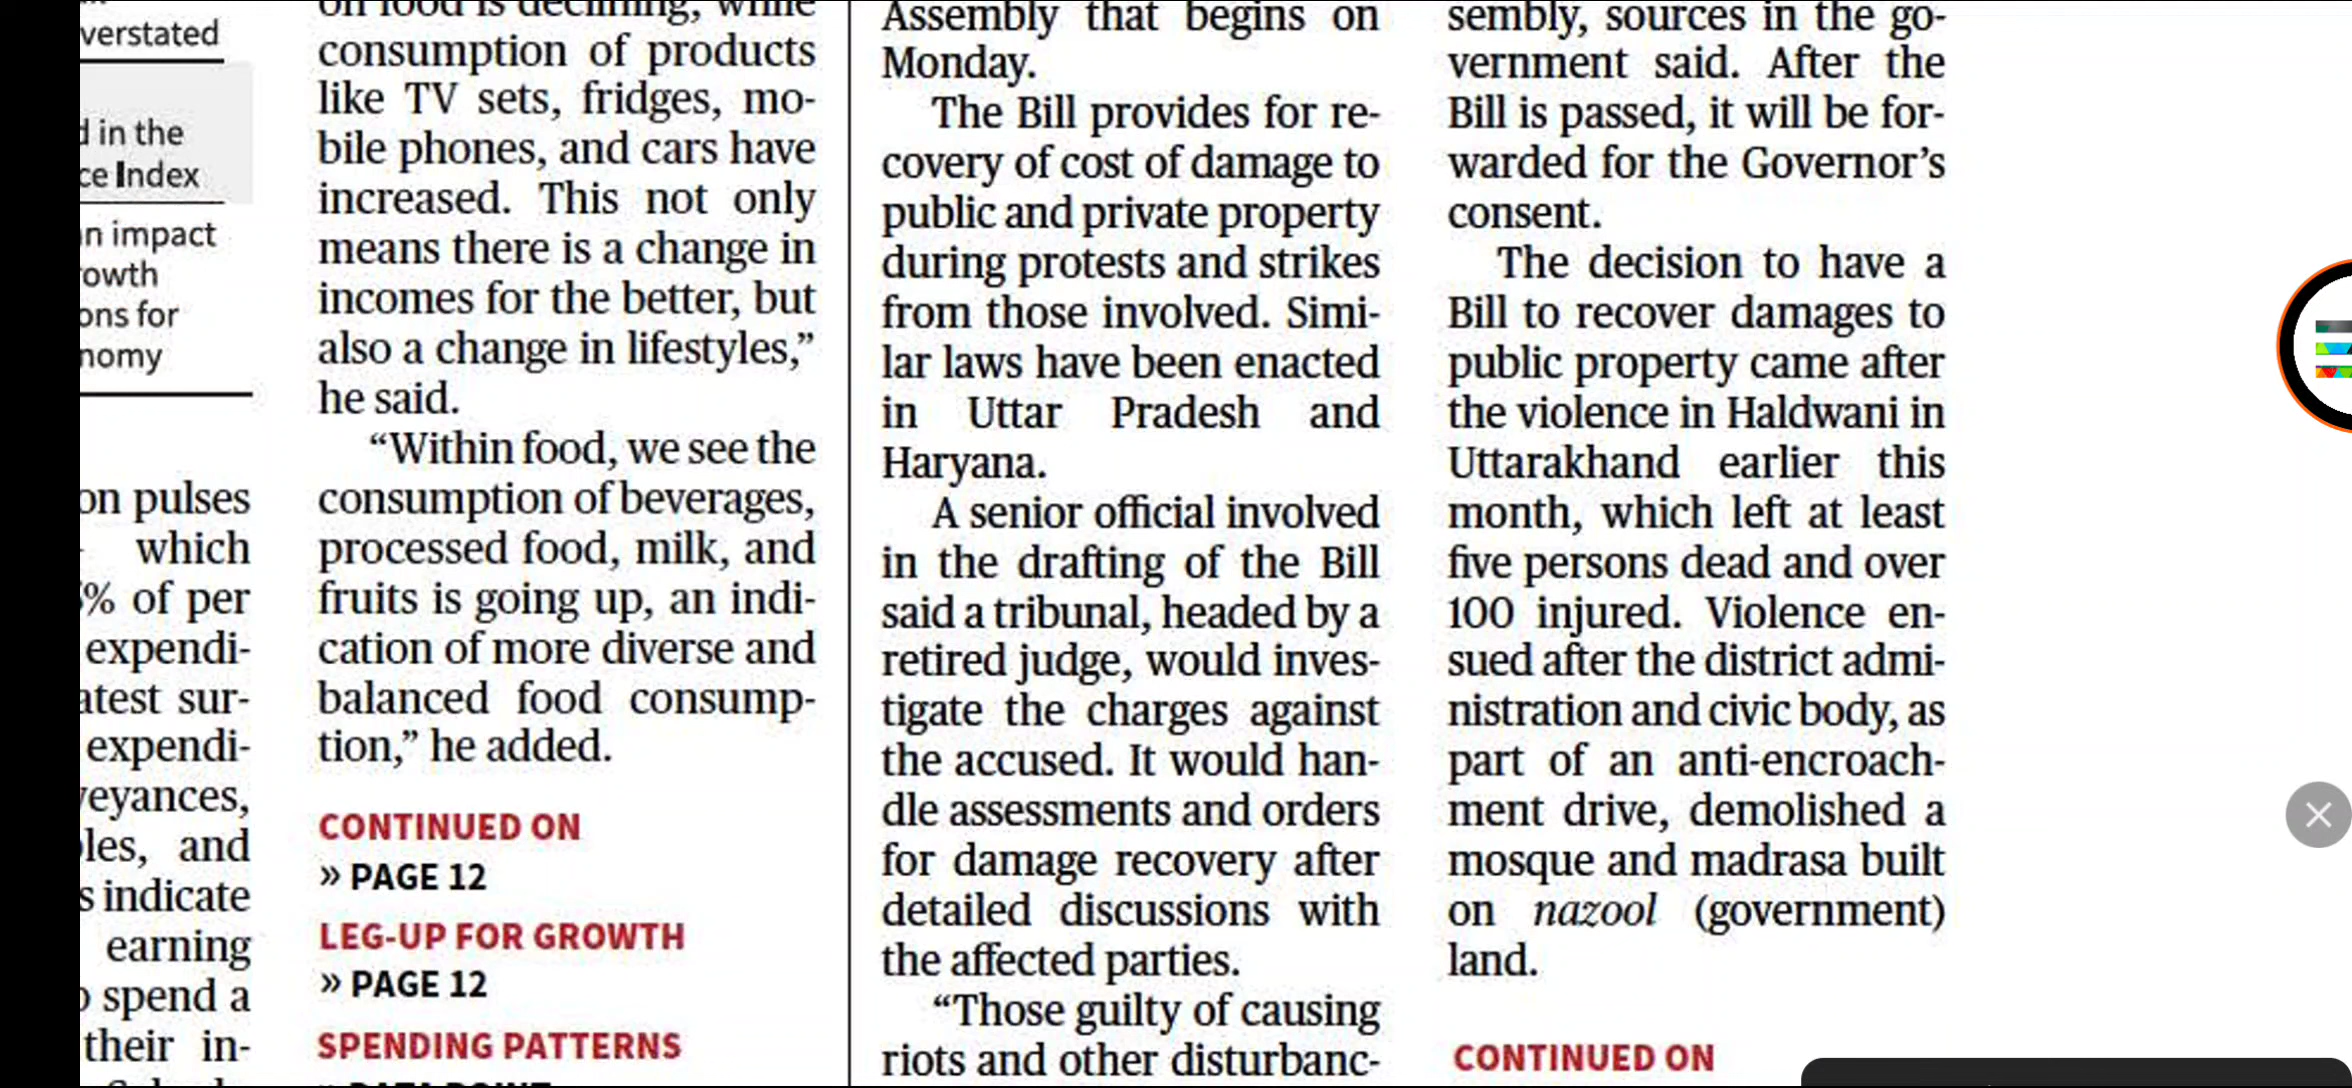 verstated
in the
Index
impact
for
on pulses
which
% of per
expendi-
sur-
expendi-
and
indicate
earning
spend a
their in-
on food is declining, while
consumption of products
like TV sets, fridges, mo-
bile phones, and cars have
increased. This not only
means there is a change in
incomes for the better, but
also a change in lifestyles,”
he said.
“Within food, we see the
consumption of beverages,
processed food, milk, and
fruits is going up, an indi-
cation of more diverse and
balanced food consump-
tion,” he added.
CONTINUED ON
» PAGE 12
LEG-UP FOR GROWTH
» PAGE 12
SPENDING PATTERNS
» DATA POINT
Assembly that begins on
Monday.
The Bill provides for re-
covery of cost of damage to
public and private property
during protests and strikes
from those involved. Simi-
lar laws have been enacted
in Uttar Pradesh and
Haryana.
A senior official involved
in the drafting of the Bill
said a tribunal, headed by a
retired judge, would inves-
tigate the charges against
the accused. It would han-
dle assessments and orders
for damage recovery after
detailed discussions with
the affected parties.
“Those guilty of causing
riots and other disturbanc-
sembly, sources in the go-
vernment said. After the
Bill is passed, it will be for-
warded for the Governor’s
consent.
The decision to have a
Bill to recover damages to
public property came after
the violence in Haldwani in
Uttarakhand earlier this
month, which left at least
five persons dead and over
100 injured. Violence en-
sued after the district admi-
nistration and civic body, as
part of an anti-encroach-
ment drive, demolished a
mosque and madrasa built
on nazool (government)
land.
CONTINUED ON